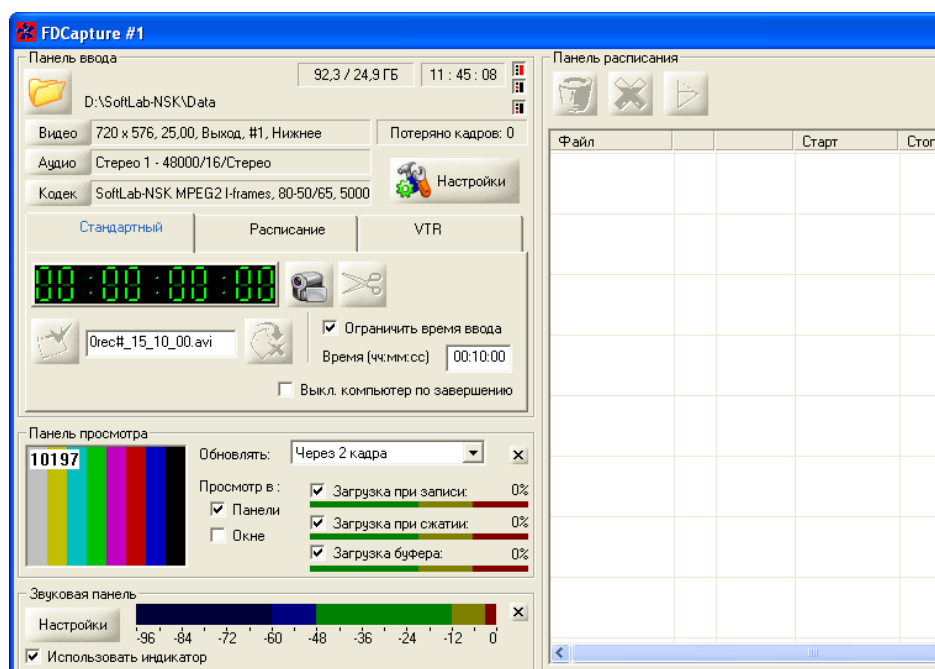 FDCapture #1
Панель ввода
92,3 / 24,9 ГБ
11 : 45 : 08
D:\SoftLab-NSK\Data
Видео 720 x 576, 25,00, Выход, #1, Нижнее
Потеряно кадров: 0
Аудио Стерео 1 - 48000/16/Стерео
Кодек SoftLab-NSK MPEG2 I-frames, 80-50/65, 5000
Настройки
Стандартный Расписание VTR
00:00:00:00
0rec#_15_10_00.avi
Ограничить время ввода
Время (чч:мм:сс) 00:10:00
Выкл. компьютер по завершению
Панель просмотра
10197
Обновлять: Через 2 кадра
Просмотр в :
Панели
Окне
Загрузка при записи: 0%
Загрузка при сжатии: 0%
Загрузка буфера: 0%
Звуковая панель
Настройки
-96 -84 -72 -60 -48 -36 -24 -12 0
Использовать индикатор
Панель расписания
Файл Старт Стоп